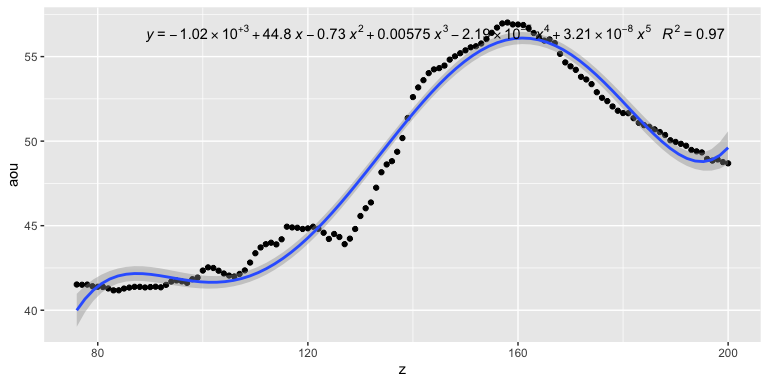 y = − 1.02 × 10⁺³ + 44.8 x − 0.73 x² + 0.00575 x³ − 2.19 × 10 x⁴ + 3.21 × 10⁻⁸ x⁵ R² = 0.97
55
50
45
40
aou
80 120 160 200
z